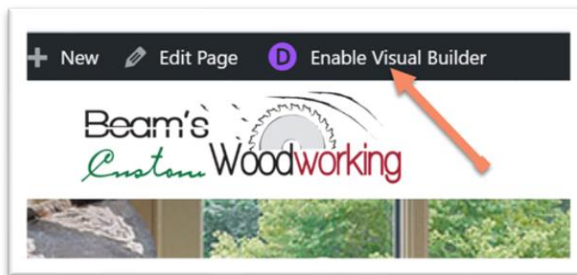 + New Edit Page D Enable Visual Builder
Beam's
Custom Woodworking